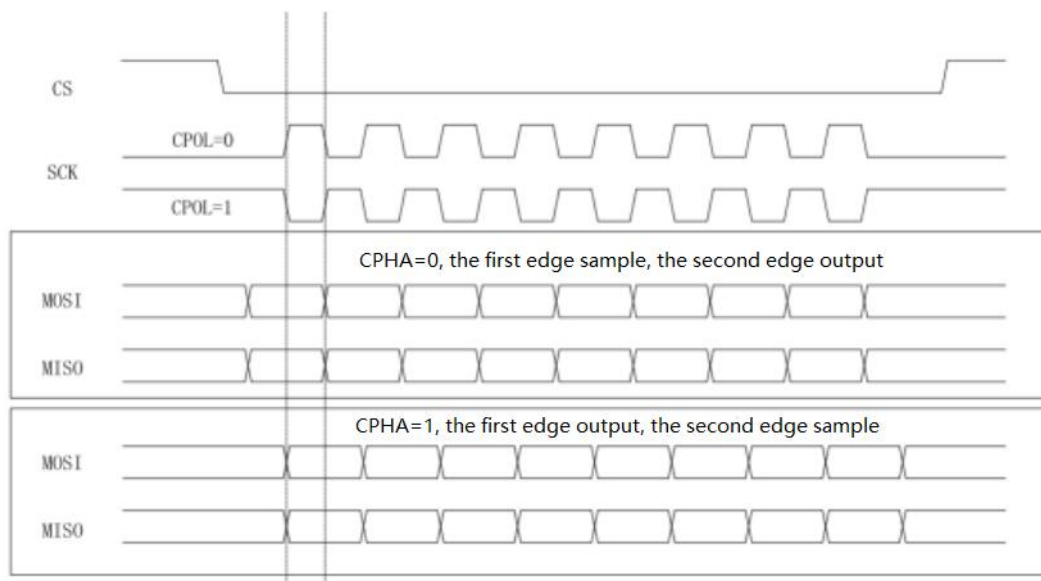 CS
CPOL=0
SCK
CPOL=1
CPHA=0, the first edge sample, the second edge output
MOSI
MISO
CPHA=1, the first edge output, the second edge sample
MOSI
MISO